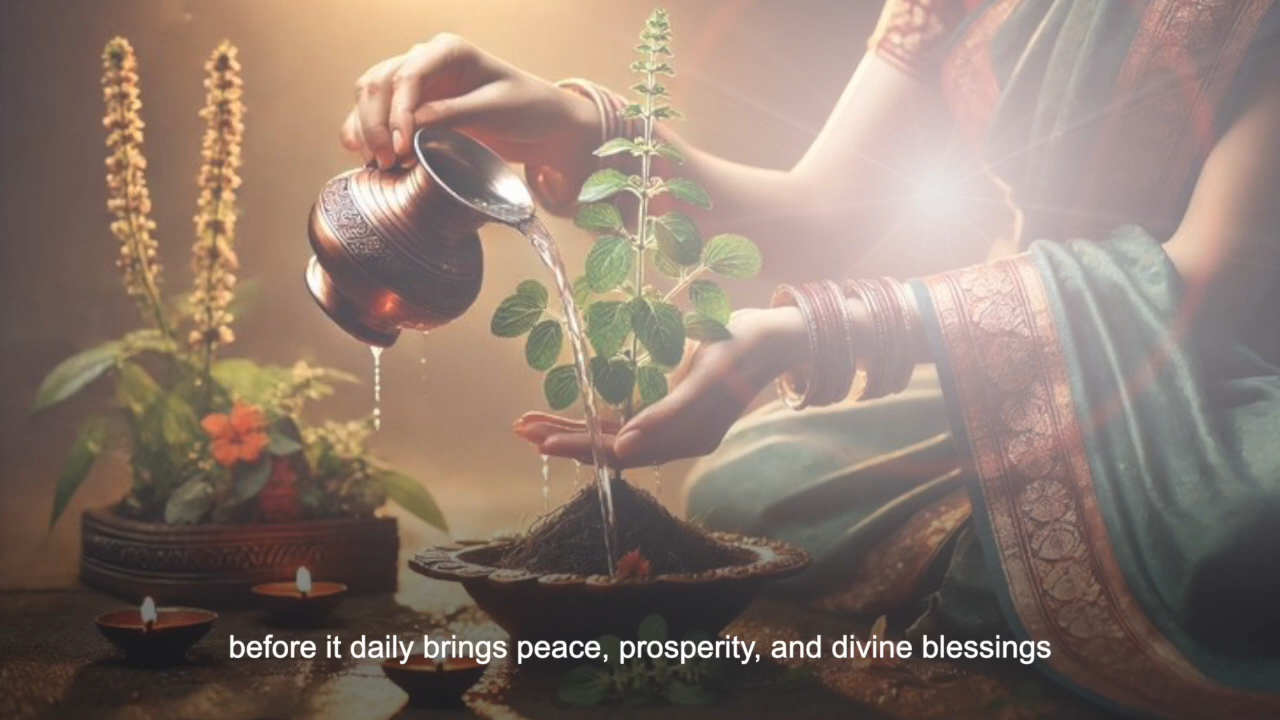 before it daily brings peace, prosperity, and divine blessings